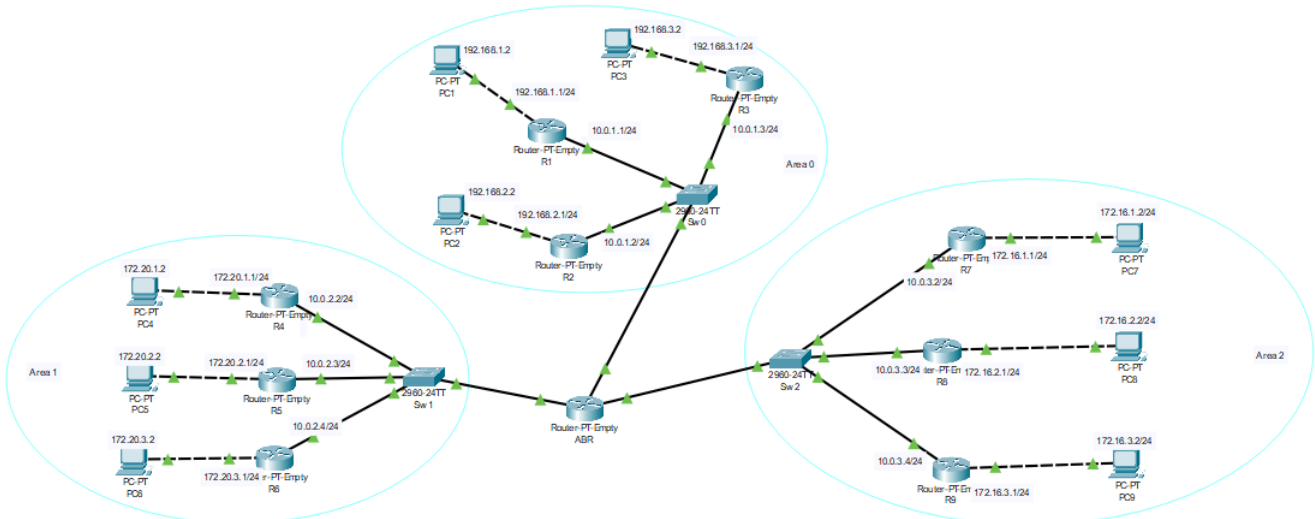 192.168.1.2
PC-PT
PC1
192.168.1.1/24
Router-PT-Empty
R1
10.0.1.1/24
192.168.3.2
PC-PT
PC3
192.168.3.1/24
Router-PT-Empty
R3
10.0.1.3/24
Area 0
192.168.2.2
PC-PT
PC2
192.168.2.1/24
Router-PT-Empty
R2
10.0.1.2/24
2960-24TT
Sw0
172.20.1.2
PC-PT
PC4
172.20.1.1/24
Router-PT-Empty
R4
10.0.2.2/24
Area 1
172.20.2.2
PC-PT
PC5
172.20.2.1/24
Router-PT-Empty
R5
10.0.2.3/24
2960-24TT
Sw1
172.20.3.2
PC-PT
PC6
172.20.3.1/24
R6
10.0.2.4/24
Router-PT-Empty
ABR
2960-24TT
Sw2
10.0.3.2/24
R7
172.16.1.1/24
172.16.1.2/24
PC-PT
PC7
10.0.3.3/24
R8
172.16.2.1/24
172.16.2.2/24
PC-PT
PC8
Area 2
10.0.3.4/24
R9
172.16.3.1/24
172.16.3.2/24
PC-PT
PC9